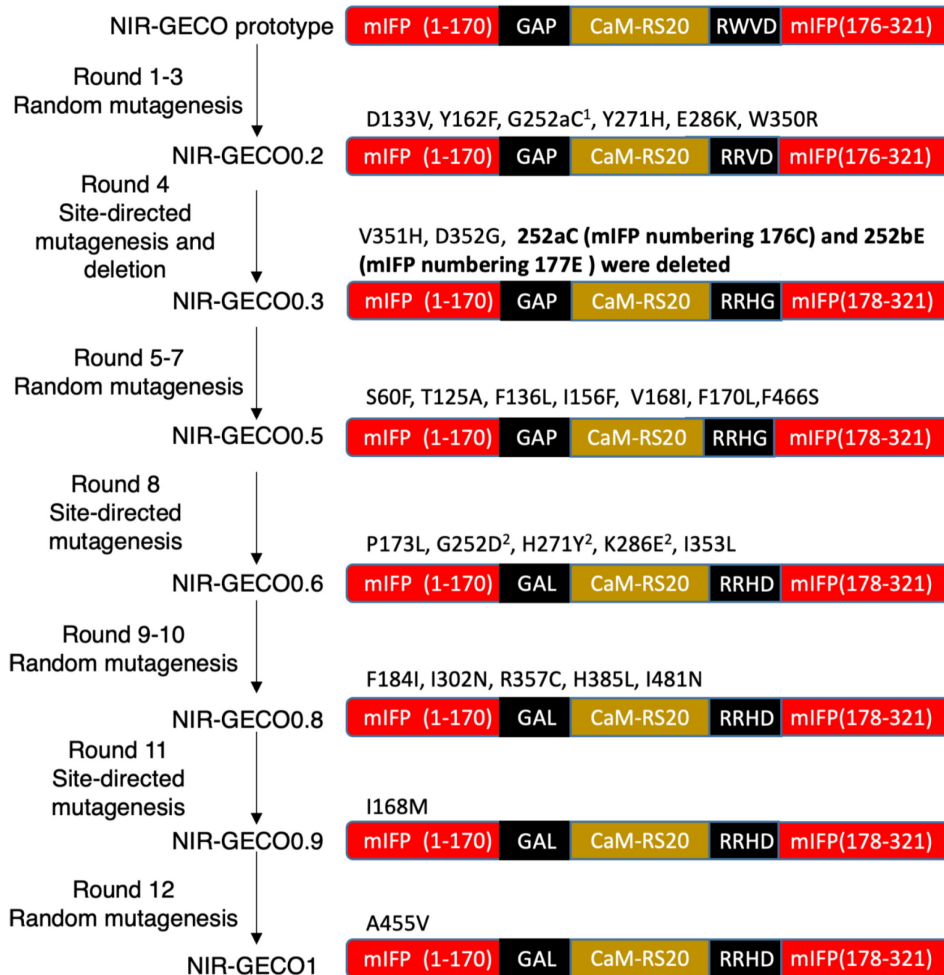 NIR-GECO prototype
mIFP (1-170) GAP CaM-RS20 RWVD mIFP(176-321)
Round 1-3
Random mutagenesis
D133V, Y162F, G252aC¹, Y271H, E286K, W350R
NIR-GECO0.2
mIFP (1-170) GAP CaM-RS20 RRVD mIFP(176-321)
Round 4
Site-directed
mutagenesis and
deletion
V351H, D352G, 252aC (mIFP numbering 176C) and 252bE
(mIFP numbering 177E ) were deleted
NIR-GECO0.3
mIFP (1-170) GAP CaM-RS20 RRHG mIFP(178-321)
Round 5-7
Random mutagenesis
S60F, T125A, F136L, I156F, V168I, F170L,F466S
NIR-GECO0.5
mIFP (1-170) GAP CaM-RS20 RRHG mIFP(178-321)
Round 8
Site-directed
mutagenesis
P173L, G252D², H271Y², K286E², I353L
NIR-GECO0.6
mIFP (1-170) GAL CaM-RS20 RRHD mIFP(178-321)
Round 9-10
Random mutagenesis
F184I, I302N, R357C, H385L, I481N
NIR-GECO0.8
mIFP (1-170) GAL CaM-RS20 RRHD mIFP(178-321)
Round 11
Site-directed
mutagenesis
I168M
NIR-GECO0.9
mIFP (1-170) GAL CaM-RS20 RRHD mIFP(178-321)
Round 12
Random mutagenesis
A455V
NIR-GECO1
mIFP (1-170) GAL CaM-RS20 RRHD mIFP(178-321)